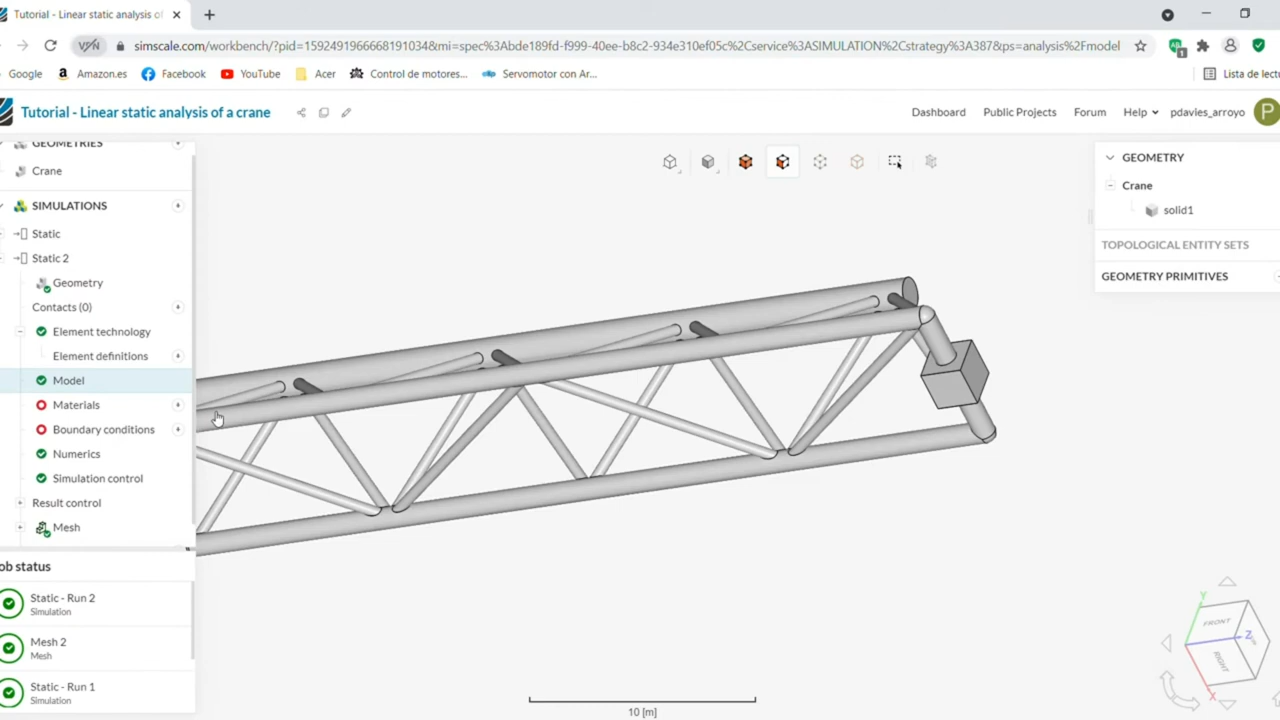 Tutorial - Linear static analysis of
simscale.com/workbench/?pid=1592491966668191034&mi=spec%3Abde189fd-f999-40ee-b8c2-934e310ef05c%2Cservice%3ASIMULATION%2Cstrategy%3A387&ps=analysis%2Fmodel
Google
Amazon.es
Facebook
YouTube
Acer
Control de motores...
Servomotor con Ar...
Lista de lectu
Tutorial - Linear static analysis of a crane
Dashboard
Public Projects
Forum
Help
pdavies_arroyo
P
GEOMETRIES
Crane
SIMULATIONS
Static
Static 2
Geometry
Contacts (0)
Element technology
Element definitions
Model
Materials
Boundary conditions
Numerics
Simulation control
Result control
Mesh
ob status
Static - Run 2
Simulation
Mesh 2
Mesh
Static - Run 1
Simulation
GEOMETRY
Crane
solid1
TOPOLOGICAL ENTITY SETS
GEOMETRY PRIMITIVES
10 [m]
Y
FRONT
Z
RIGHT
X